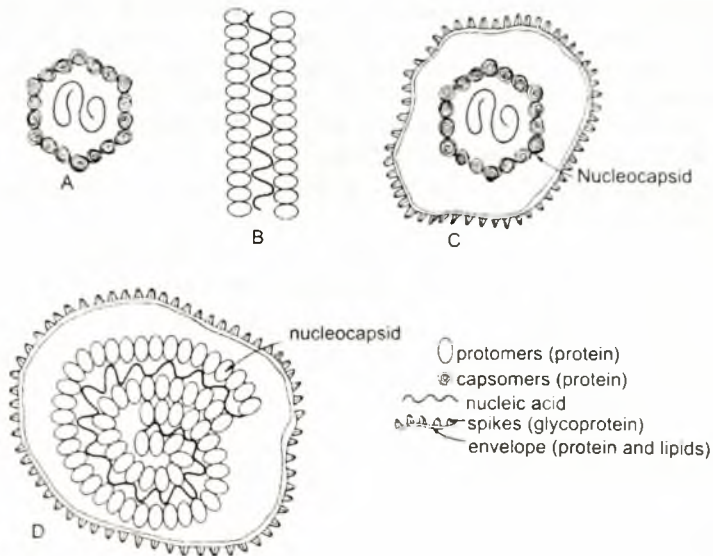 A
B
C
Nucleocapsid
D
nucleocapsid
protomers (protein)
capsomers (protein)
nucleic acid
spikes (glycoprotein)
envelope (protein and lipids)